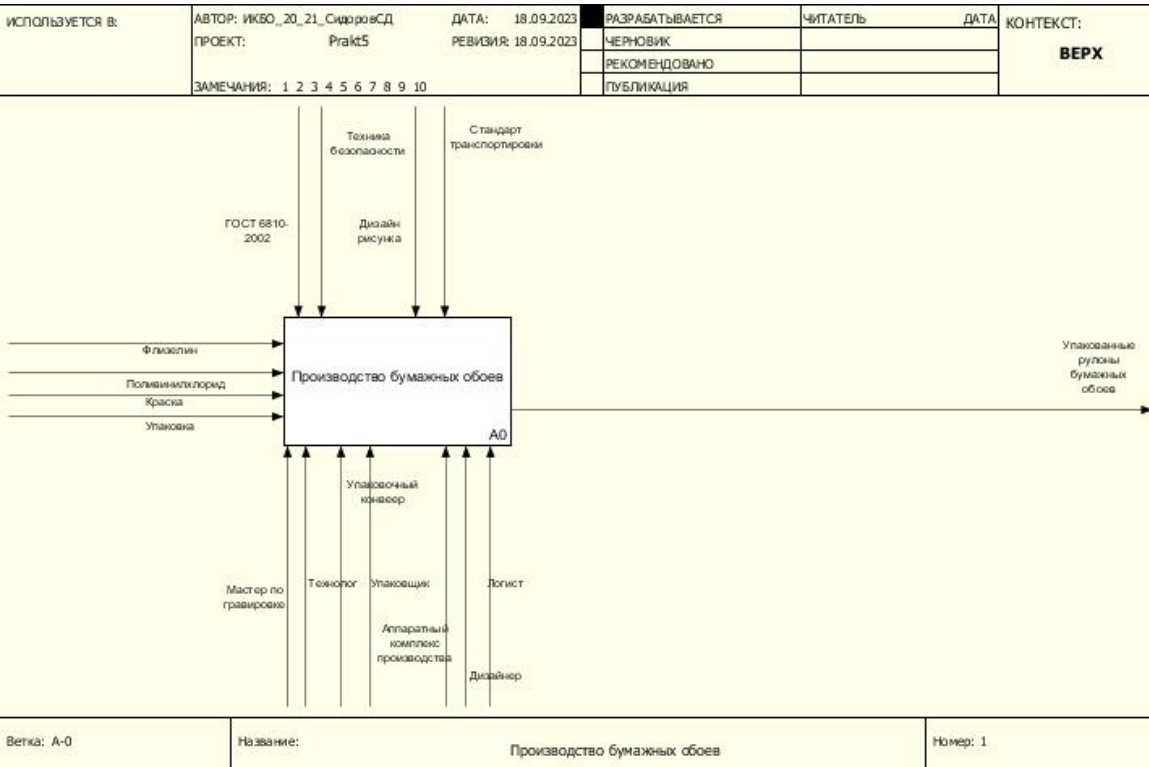 ИСПОЛЬЗУЕТСЯ В:
АВТОР: ИКБО_20_21_СидоровСД
ДАТА: 18.09.2023
РАЗРАБАТЫВАЕТСЯ
ЧИТАТЕЛЬ
ДАТА
КОНТЕКСТ:
ПРОЕКТ: Prakt5
РЕВИЗИЯ: 18.09.2023
ЧЕРНОВИК
ВЕРХ
РЕКОМЕНДОВАНО
ЗАМЕЧАНИЯ: 1 2 3 4 5 6 7 8 9 10
ПУБЛИКАЦИЯ
Техника
безопасности
Стандарт
транспортировки
ГОСТ 6810-
2002
Дизайн
рисунка
Флизелин
Поливинилхлорид
Краска
Упаковка
Производство бумажных обоев
A0
Упакованные
рулоны
бумажных
обоев
Упаковочный
конвеер
Мастер по
гравировке
Технолог
Упаковщик
Логист
Аппаратный
комплекс
производства
Дизайнер
Ветка: A-0
Название:
Производство бумажных обоев
Номер: 1